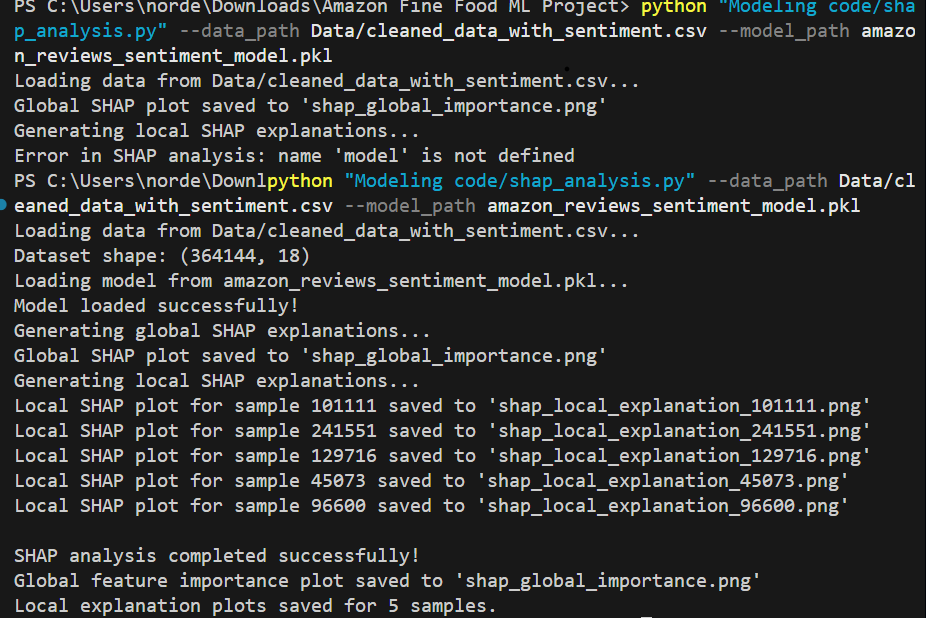 PS C:\Users\norde\Downloads\Amazon Fine Food ML Project> python "Modeling code/sha
p_analysis.py" --data_path Data/cleaned_data_with_sentiment.csv --model_path amazo
n_reviews_sentiment_model.pkl
Loading data from Data/cleaned_data_with_sentiment.csv...
Global SHAP plot saved to 'shap_global_importance.png'
Generating local SHAP explanations...
Error in SHAP analysis: name 'model' is not defined
PS C:\Users\norde\Downlpython "Modeling code/shap_analysis.py" --data_path Data/cl
eaned_data_with_sentiment.csv --model_path amazon_reviews_sentiment_model.pkl
Loading data from Data/cleaned_data_with_sentiment.csv...
Dataset shape: (364144, 18)
Loading model from amazon_reviews_sentiment_model.pkl...
Model loaded successfully!
Generating global SHAP explanations...
Global SHAP plot saved to 'shap_global_importance.png'
Generating local SHAP explanations...
Local SHAP plot for sample 101111 saved to 'shap_local_explanation_101111.png'
Local SHAP plot for sample 241551 saved to 'shap_local_explanation_241551.png'
Local SHAP plot for sample 129716 saved to 'shap_local_explanation_129716.png'
Local SHAP plot for sample 45073 saved to 'shap_local_explanation_45073.png'
Local SHAP plot for sample 96600 saved to 'shap_local_explanation_96600.png'

SHAP analysis completed successfully!
Global feature importance plot saved to 'shap_global_importance.png'
Local explanation plots saved for 5 samples.